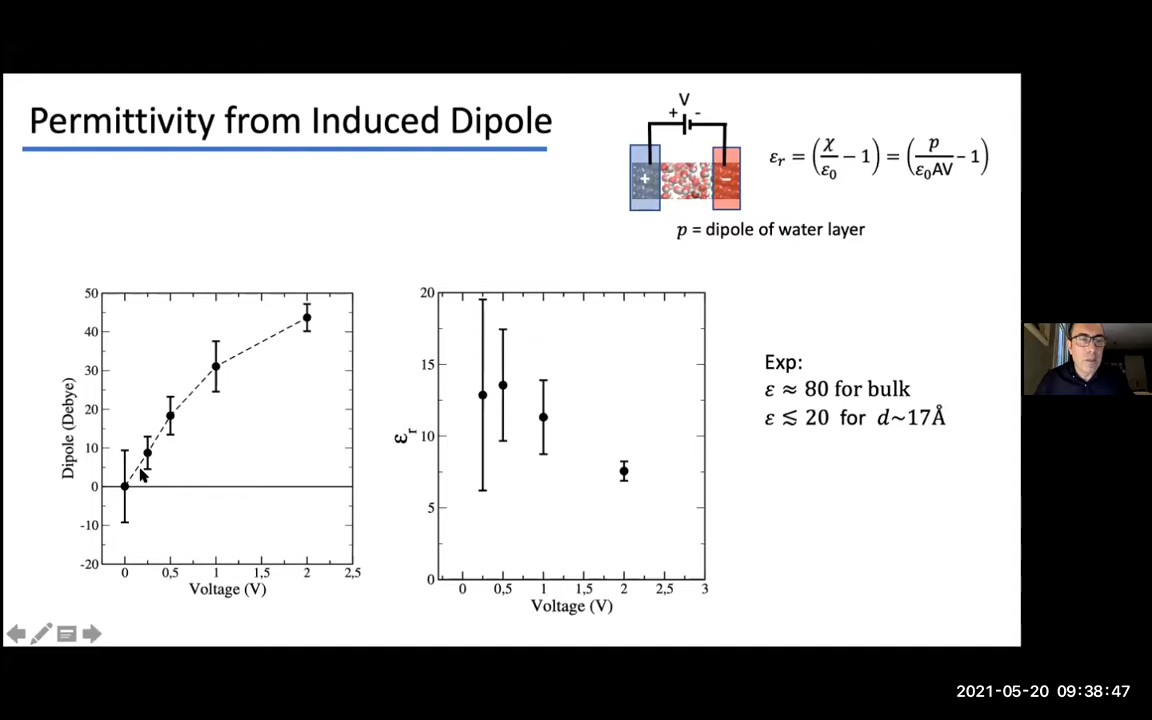 Permittivity from Induced Dipole
V
+ -
+ −
εᵣ = (χ/ε₀ − 1) = (p/ε₀AV − 1)
p = dipole of water layer
50
40
30
20
10
0
-10
-20
Dipole (Debye)
0 0,5 1 1,5 2 2,5
Voltage (V)
20
15
10
5
0
εᵣ
0 0,5 1 1,5 2 2,5 3
Voltage (V)
Exp:
ε ≈ 80 for bulk
ε ≲ 20 for d~17Å
2021-05-20 09:38:47